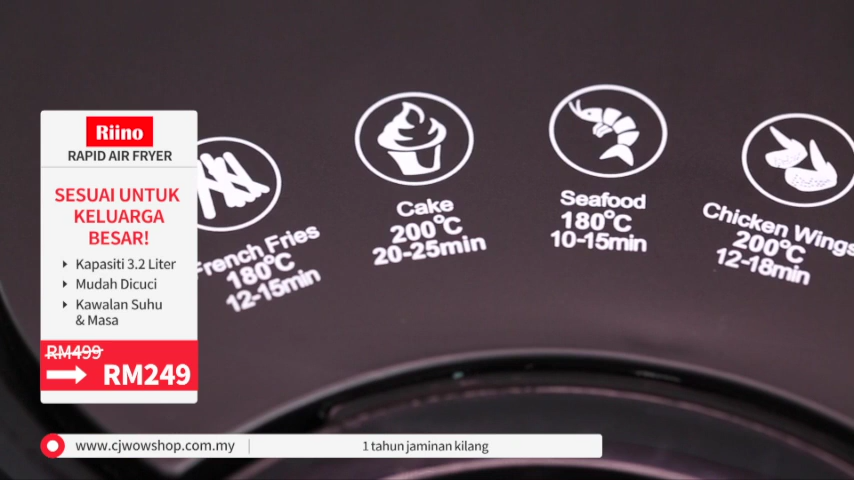 Riino
RAPID AIR FRYER
SESUAI UNTUK
KELUARGA
BESAR!
Kapasiti 3.2 Liter
Mudah Dicuci
Kawalan Suhu
& Masa
RM499
RM249
French Fries
180°C
12-15min
Cake
200°C
20-25min
Seafood
180°C
10-15min
Chicken Wings
200°C
12-18min
www.cjwowshop.com.my
1 tahun jaminan kilang